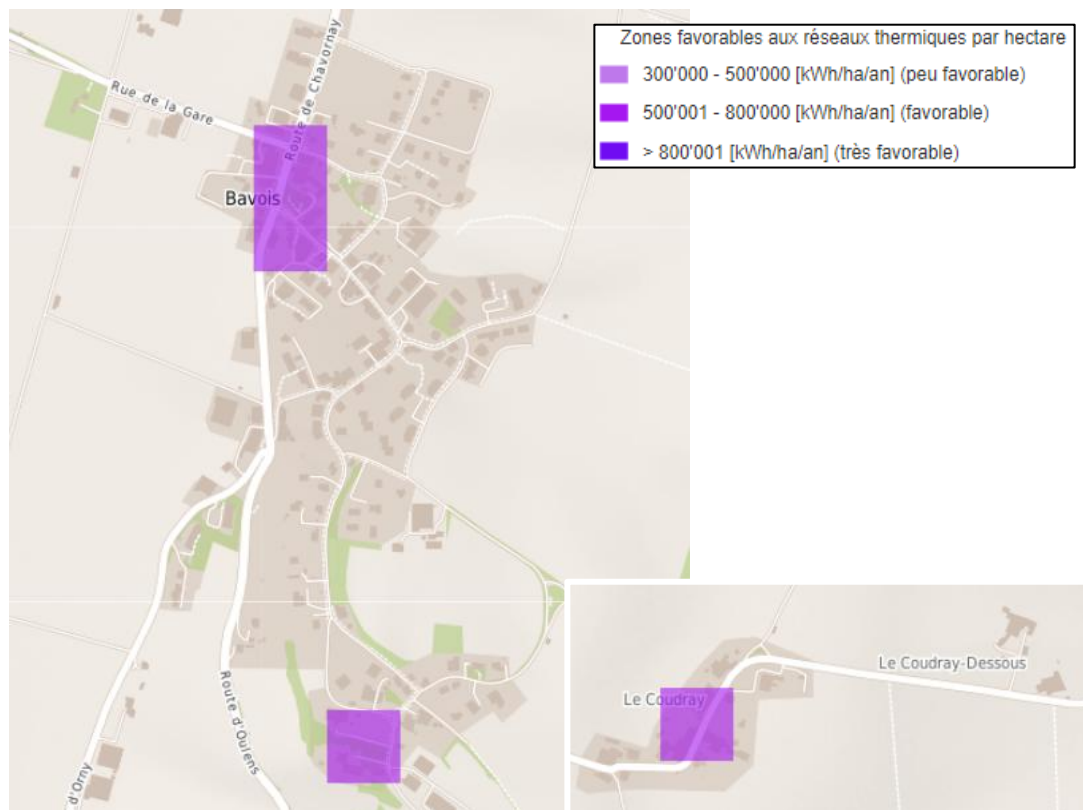 Zones favorables aux réseaux thermiques par hectare
300'000 - 500'000 [kWh/ha/an] (peu favorable)
500'001 - 800'000 [kWh/ha/an] (favorable)
> 800'001 [kWh/ha/an] (très favorable)
Route de Chavornay
Rue de la Gare
Bavois
Route d'Oulens
d'Orny
Le Coudray-Dessous
Le Coudray